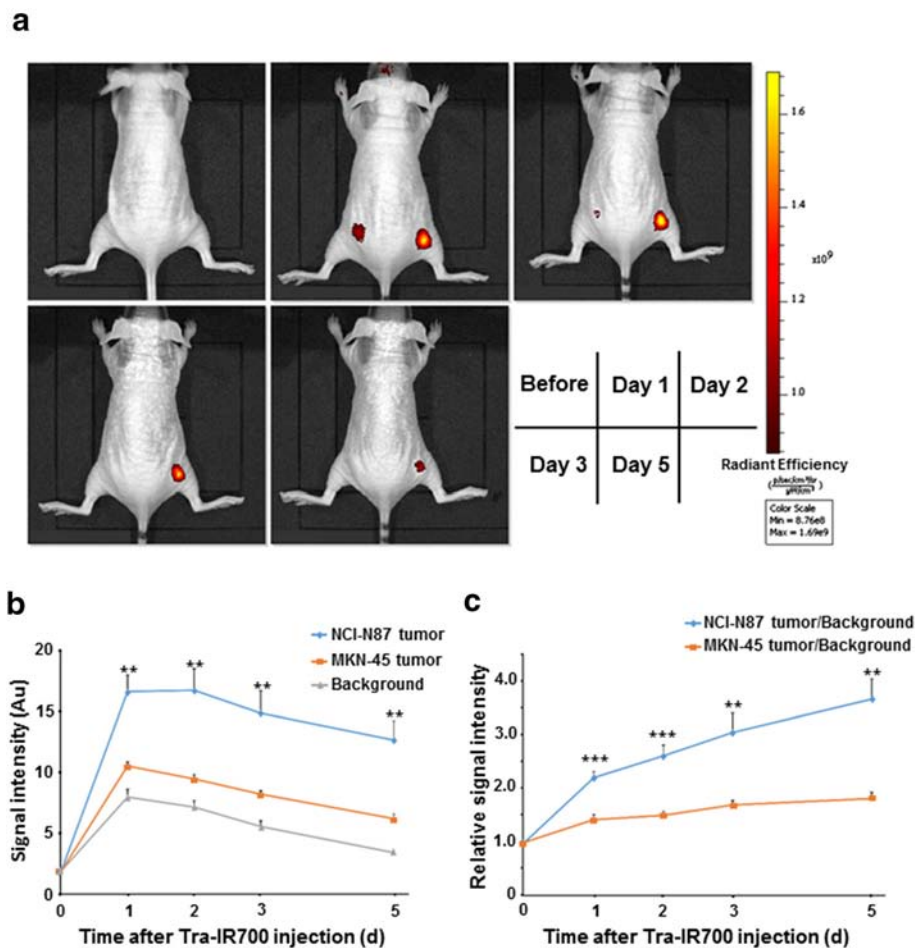 a
1.6
1.4
x10⁹
1.2
1.0
Before Day 1 Day 2
Day 3 Day 5
Radiant Efficiency
Color Scale
Min = 8.76e8
Max = 1.69e9
b
NCI-N87 tumor
MKN-45 tumor
Background
Signal intensity (Au)
20
15
10
5
0
** ** ** **
0 1 2 3 5
Time after Tra-IR700 injection (d)
c
NCI-N87 tumor/Background
MKN-45 tumor/Background
Relative signal intensity
4.0
3.0
2.0
1.0
0.0
*** *** ** **
0 1 2 3 5
Time after Tra-IR700 injection (d)